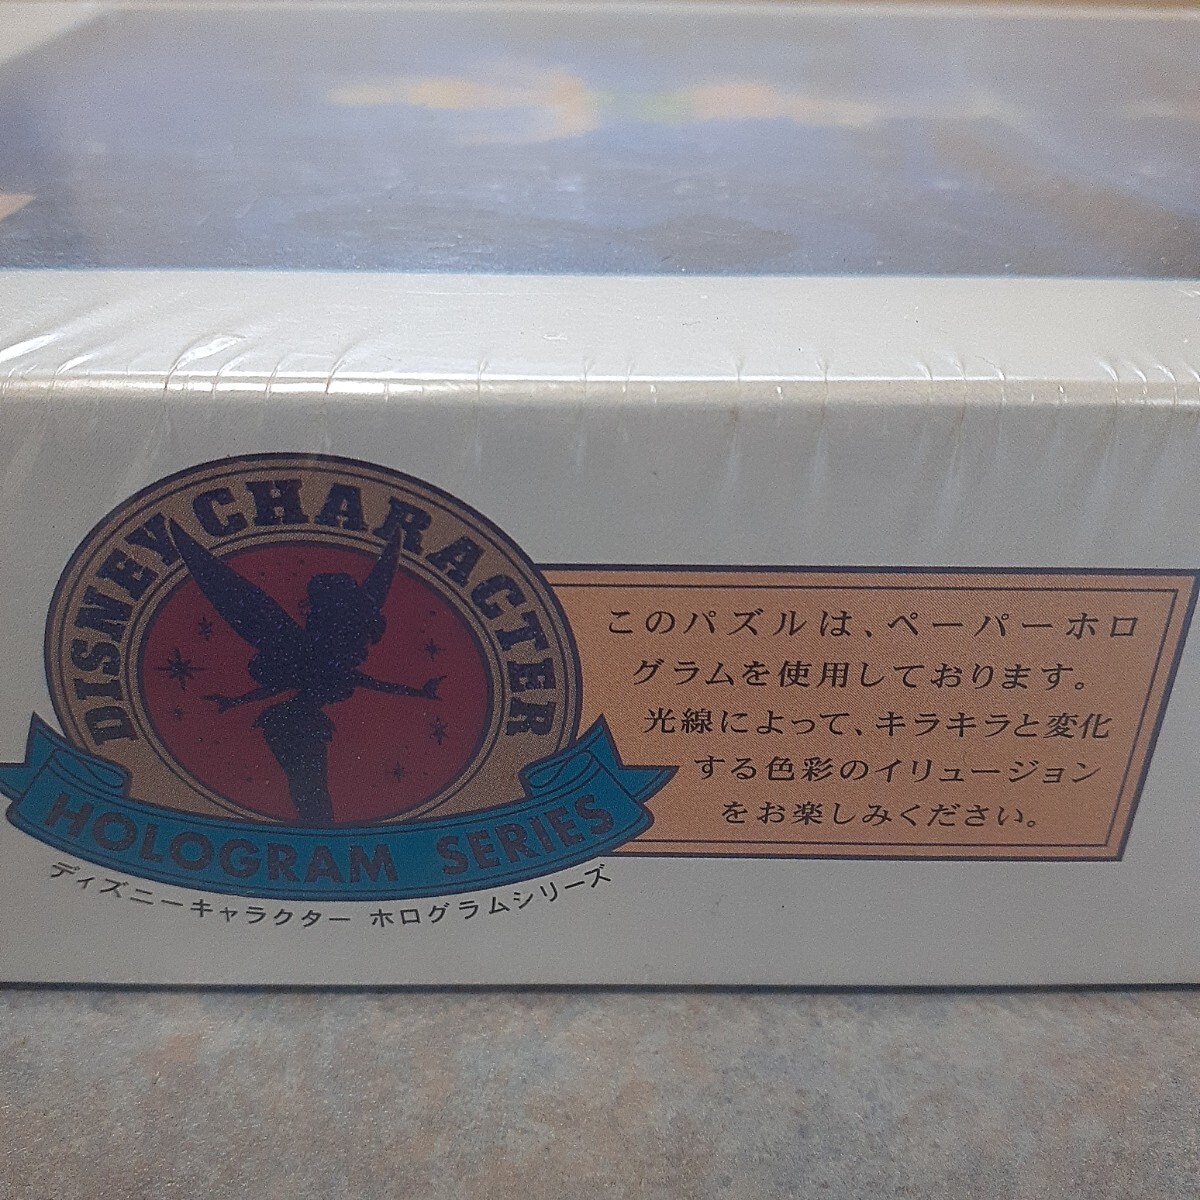 DISNEY CHARACTER
HOLOGRAM SERIES
ディズニーキャラクター ホログラムシリーズ
このパズルは、ペーパーホロ
グラムを使用しております。
光線によって、キラキラと変化
する色彩のイリュージョン
をお楽しみください。